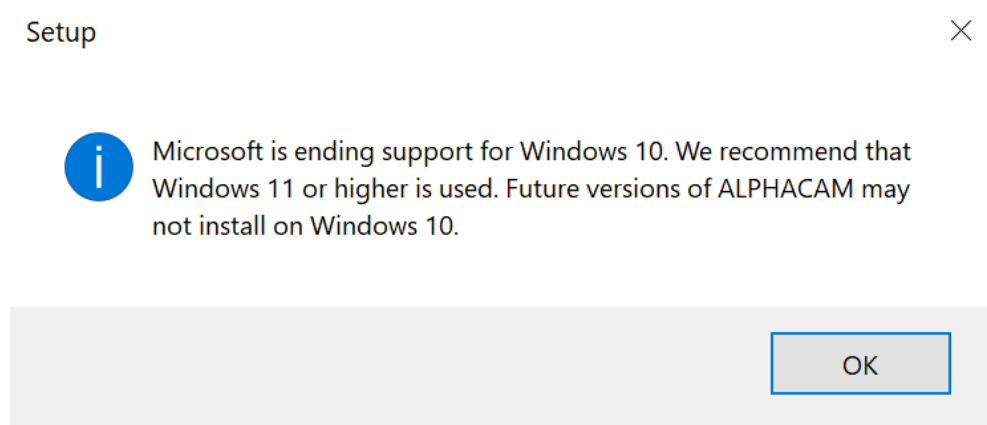 Setup
Microsoft is ending support for Windows 10. We recommend that
Windows 11 or higher is used. Future versions of ALPHACAM may
not install on Windows 10.
OK